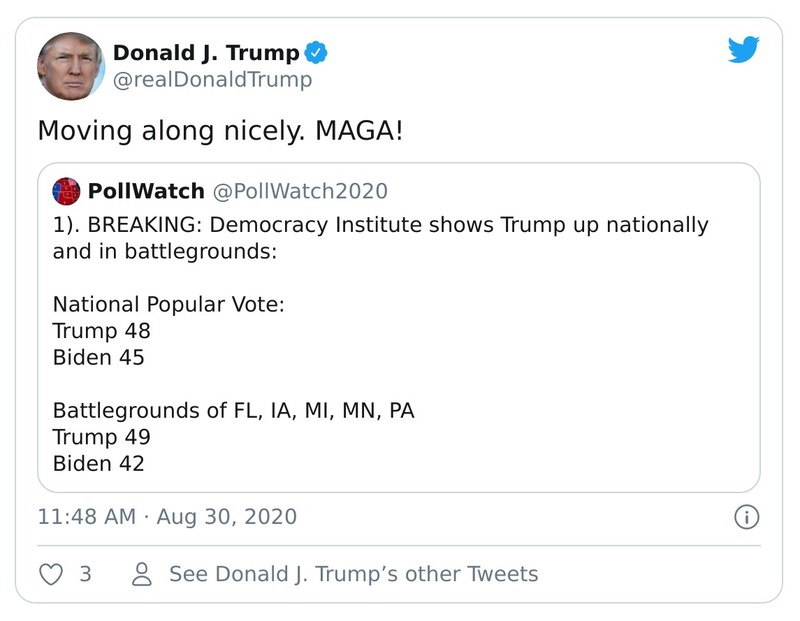 Donald J. Trump
@realDonaldTrump
Moving along nicely. MAGA!
PollWatch @PollWatch2020
1). BREAKING: Democracy Institute shows Trump up nationally
and in battlegrounds:
National Popular Vote:
Trump 48
Biden 45
Battlegrounds of FL, IA, MI, MN, PA
Trump 49
Biden 42
11:48 AM · Aug 30, 2020
3 See Donald J. Trump’s other Tweets